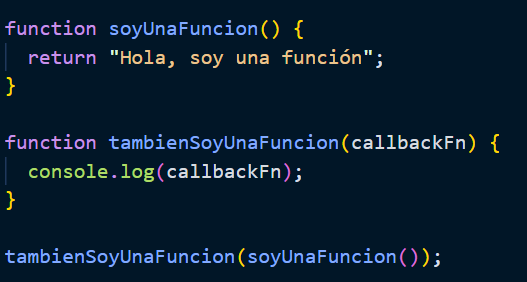 function soyUnaFuncion() {
  return "Hola, soy una función";
}

function tambienSoyUnaFuncion(callbackFn) {
  console.log(callbackFn);
}

tambienSoyUnaFuncion(soyUnaFuncion());